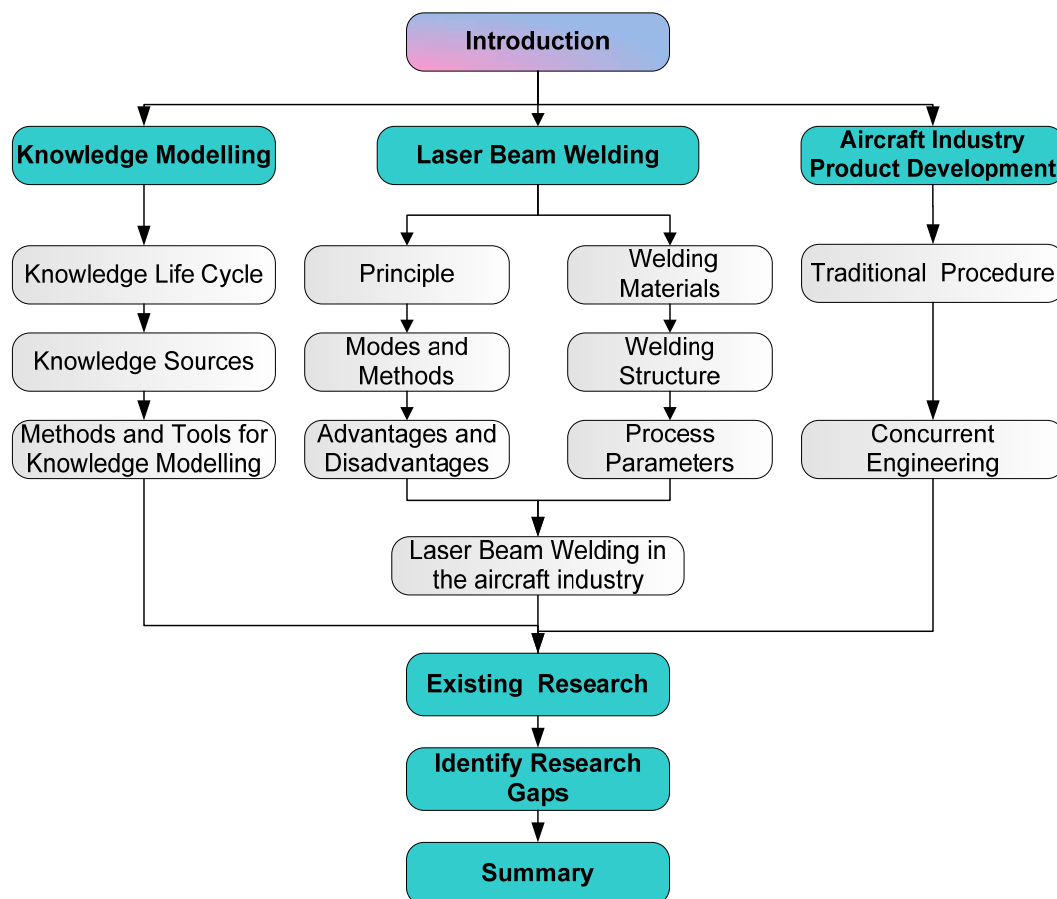 Introduction
Knowledge Modelling
Laser Beam Welding
Aircraft Industry
Product Development
Knowledge Life Cycle
Principle
Welding
Materials
Traditional Procedure
Knowledge Sources
Modes and
Methods
Welding
Structure
Methods and Tools for
Knowledge Modelling
Advantages and
Disadvantages
Process
Parameters
Concurrent
Engineering
Laser Beam Welding in
the aircraft industry
Existing Research
Identify Research
Gaps
Summary